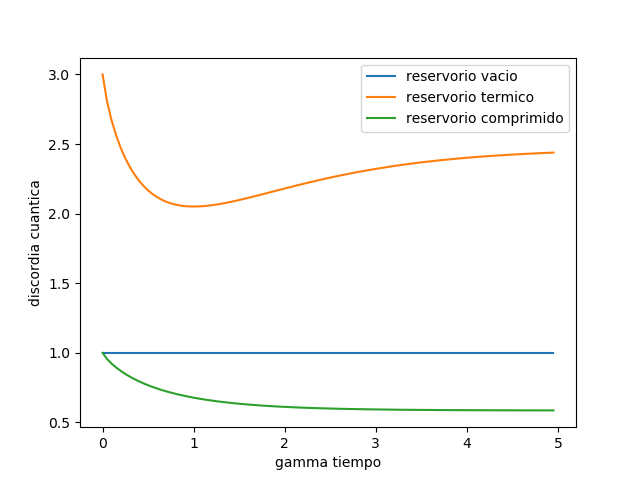 reservorio vacio
reservorio termico
reservorio comprimido
3.0
2.5
2.0
1.5
1.0
0.5
discordia cuantica
0 1 2 3 4 5
gamma tiempo